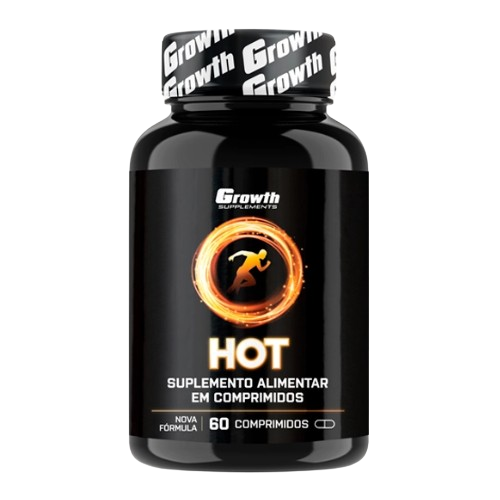 Growth
Growth
Growth
Growth
SUPPLEMENTS
HOT
SUPLEMENTO ALIMENTAR
EM COMPRIMIDOS
NOVA
FÓRMULA
60 COMPRIMIDOS